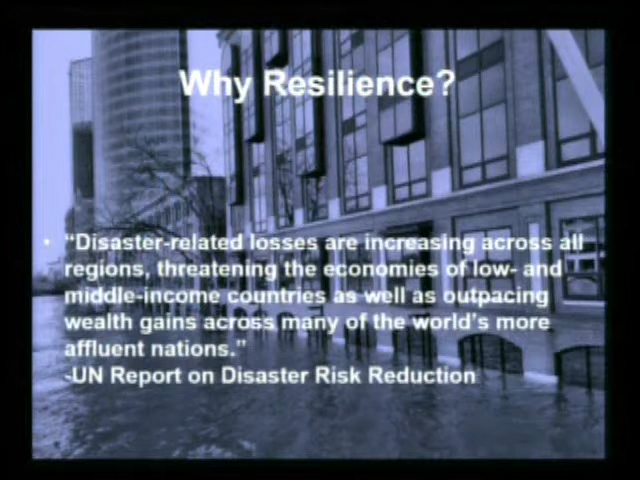 Why Resilience?
• “Disaster-related losses are increasing across all
regions, threatening the economies of low- and
middle-income countries as well as outpacing
wealth gains across many of the world’s more
affluent nations.”
-UN Report on Disaster Risk Reduction